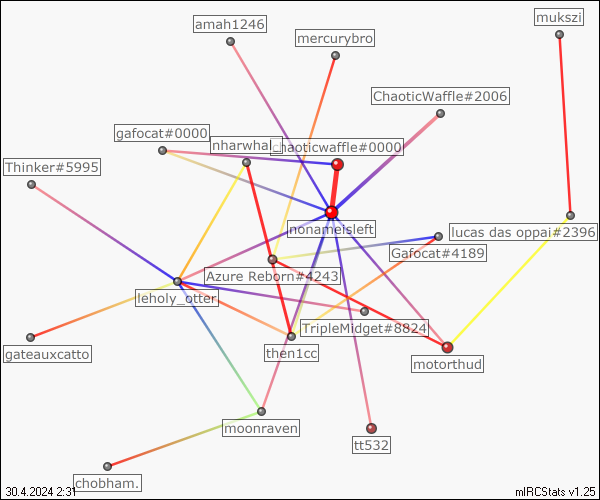 amah1246
mukszi
mercurybro
ChaoticWaffle#2006
gafocat#0000
nharwhal_
chaoticwaffle#0000
Thinker#5995
nonameisleft
lucas das oppai#2396
Gafocat#4189
Azure Reborn#4243
leholy_otter
TripleMidget#8824
gateauxcatto
then1cc
motorthud
moonraven
tt532
chobham.
30.4.2024 2:31
mIRCStats v1.25